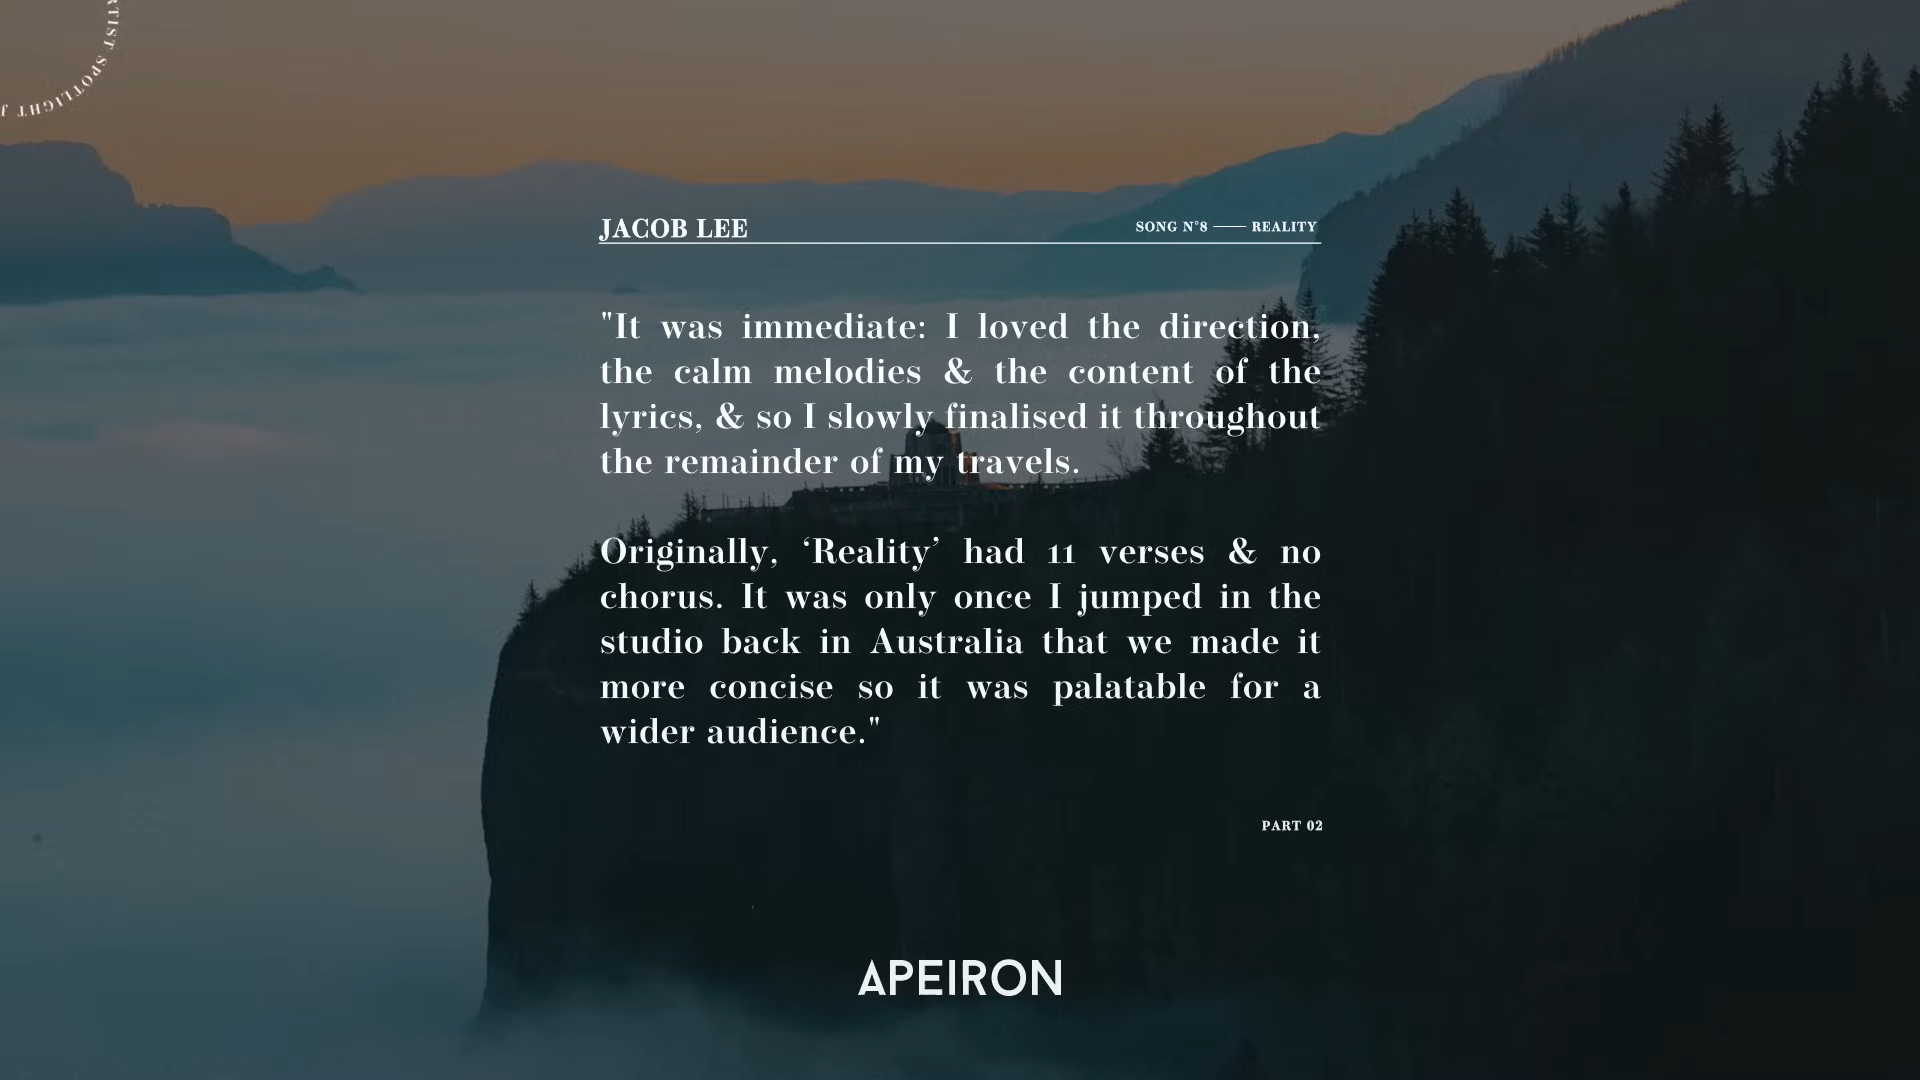 RTIST SPOTLIGHT J
JACOB LEE
SONG N°8 — REALITY
"It was immediate: I loved the direction,
the calm melodies & the content of the
lyrics, & so I slowly finalised it throughout
the remainder of my travels.
Originally, ‘Reality’ had 11 verses & no
chorus. It was only once I jumped in the
studio back in Australia that we made it
more concise so it was palatable for a
wider audience."
PART 02
APEIRON